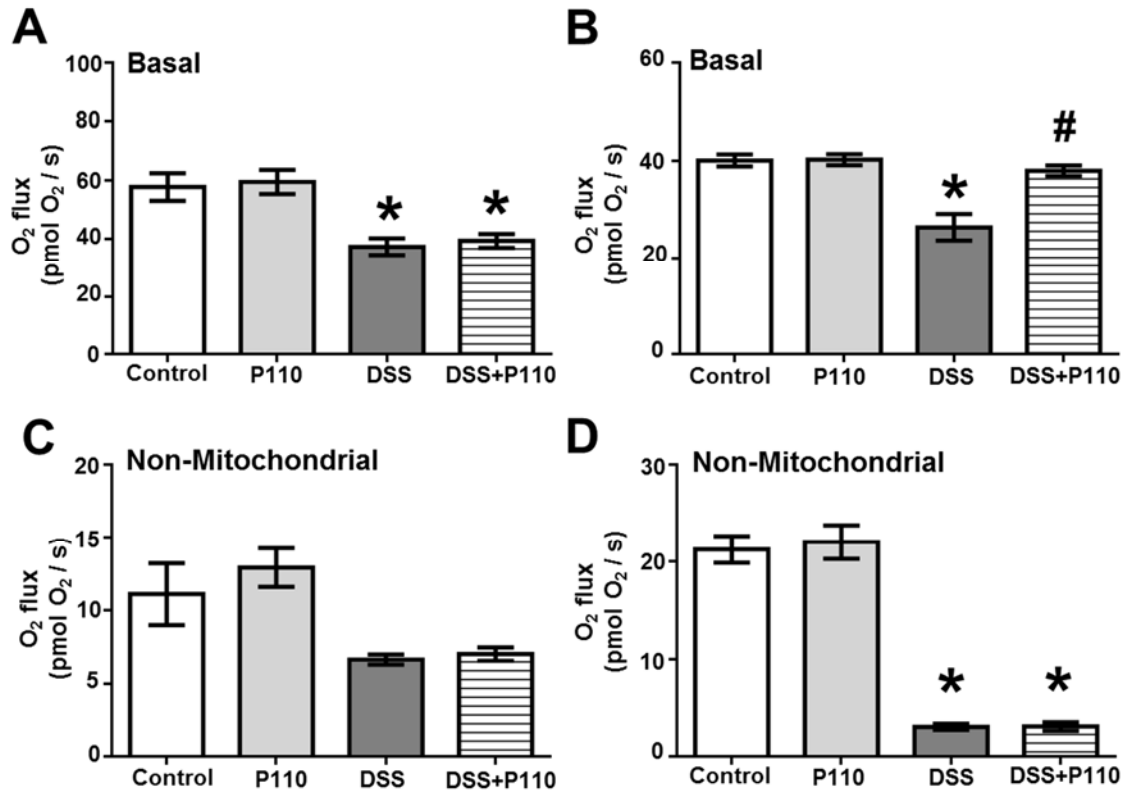 A
Basal
100
80
60
40
20
0
O₂ flux
(pmol O₂ / s)
* *
Control P110 DSS DSS+P110
B
Basal
60
40
20
0
O₂ flux
(pmol O₂ / s)
* #
Control P110 DSS DSS+P110
C
Non-Mitochondrial
20
15
10
5
0
O₂ flux
(pmol O₂ / s)
Control P110 DSS DSS+P110
D
Non-Mitochondrial
30
20
10
0
O₂ flux
(pmol O₂ / s)
* *
Control P110 DSS DSS+P110